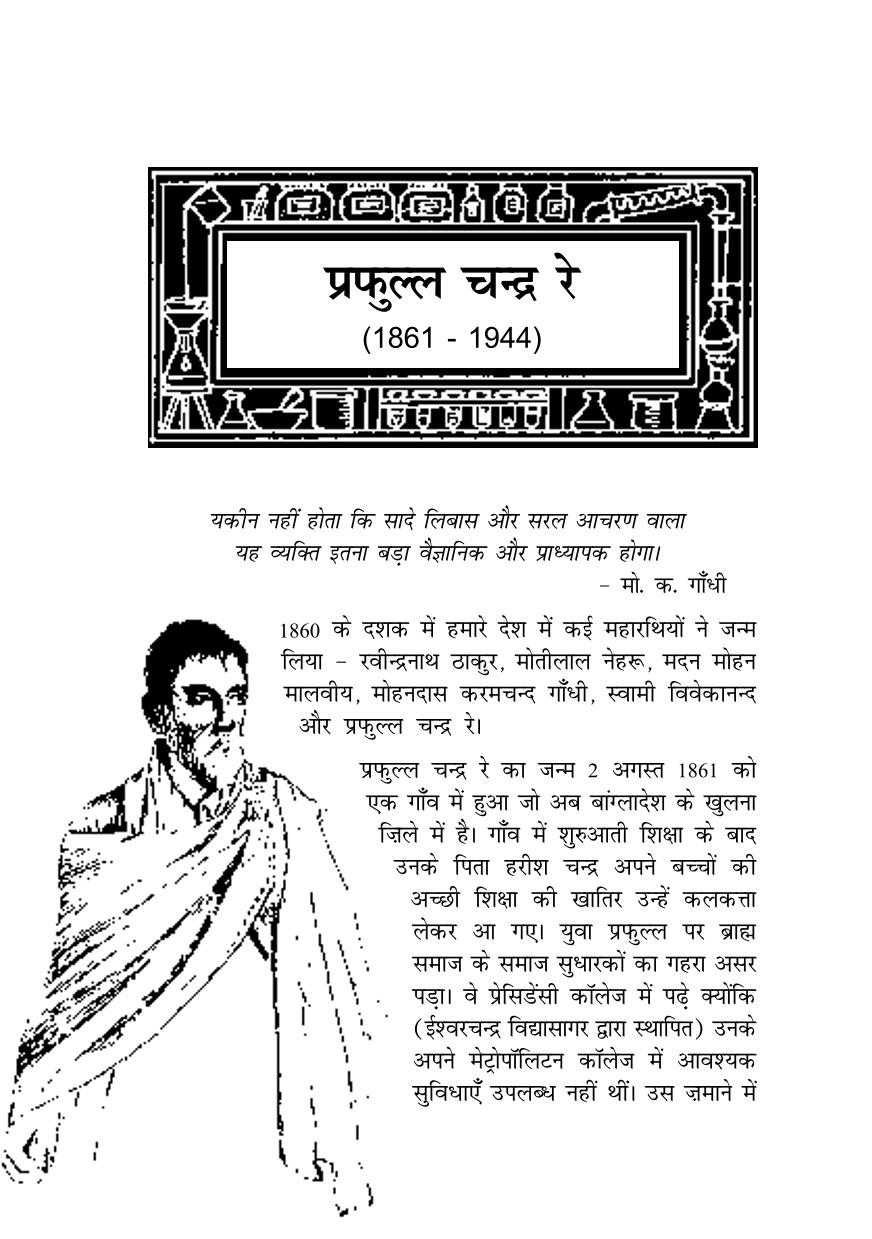 प्रफुल्ल चन्द्र रे
(1861 - 1944)
यकीन नहीं होता कि सादे लिबास और सरल आचरण वाला
यह व्यक्ति इतना बड़ा वैज्ञानिक और प्राध्यापक होगा।
– मो. क. गाँधी
1860 के दशक में हमारे देश में कई महारथियों ने जन्म
लिया – रवीन्द्रनाथ ठाकुर, मोतीलाल नेहरू, मदन मोहन
मालवीय, मोहनदास करमचन्द गाँधी, स्वामी विवेकानन्द
और प्रफुल्ल चन्द्र रे।
प्रफुल्ल चन्द्र रे का जन्म 2 अगस्त 1861 को
एक गाँव में हुआ जो अब बांग्लादेश के खुलना
ज़िले में है। गाँव में शुरुआती शिक्षा के बाद
उनके पिता हरीश चन्द्र अपने बच्चों की
अच्छी शिक्षा की खातिर उन्हें कलकत्ता
लेकर आ गए। युवा प्रफुल्ल पर ब्राह्म
समाज के समाज सुधारकों का गहरा असर
पड़ा। वे प्रेसिडेंसी कॉलेज में पढ़े क्योंकि
(ईश्वरचन्द्र विद्यासागर द्वारा स्थापित) उनके
अपने मेट्रोपॉलिटन कॉलेज में आवश्यक
सुविधाएँ उपलब्ध नहीं थीं। उस ज़माने में